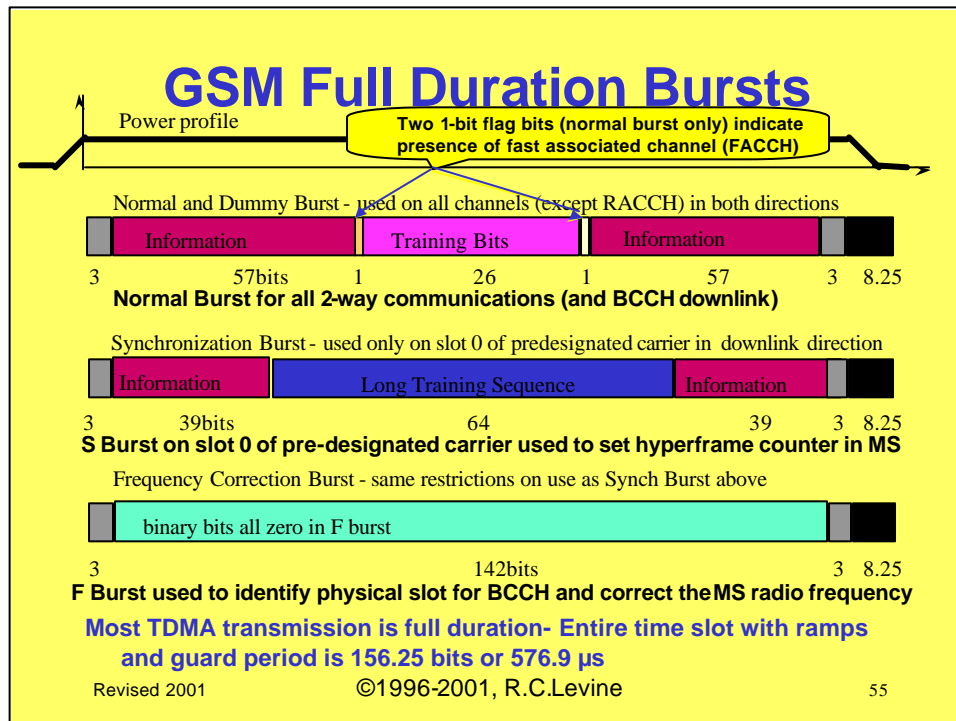 GSM Full Duration Bursts
Power profile
Two 1-bit flag bits (normal burst only) indicate
presence of fast associated channel (FACCH)
Normal and Dummy Burst - used on all channels (except RACCH) in both directions
Information Training Bits Information
3 57bits 1 26 1 57 3 8.25
Normal Burst for all 2-way communications (and BCCH downlink)
Synchronization Burst - used only on slot 0 of predesignated carrier in downlink direction
Information Long Training Sequence Information
3 39bits 64 39 3 8.25
S Burst on slot 0 of pre-designated carrier used to set hyperframe counter in MS
Frequency Correction Burst - same restrictions on use as Synch Burst above
binary bits all zero in F burst
3 142bits 3 8.25
F Burst used to identify physical slot for BCCH and correct the MS radio frequency
Most TDMA transmission is full duration- Entire time slot with ramps
and guard period is 156.25 bits or 576.9 µs
Revised 2001 ©1996-2001, R.C.Levine 55